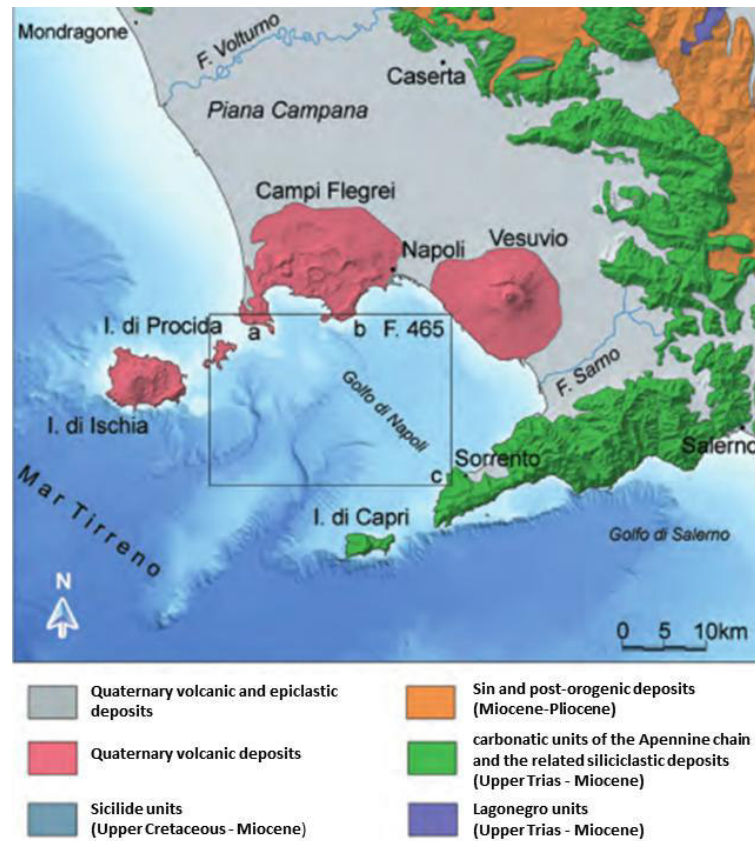 Mondragone
F. Volturno
Caserta
Piana Campana
Campi Flegrei
Napoli
Vesuvio
I. di Procida
a
b
F. 465
F. Sarno
Golfo di Napoli
I. di Ischia
Salerno
c
Sorrento
I. di Capri
Mar Tirreno
Golfo di Salerno
N
0 5 10km
Quaternary volcanic and epiclastic
deposits
Quaternary volcanic deposits
Sicilide units
(Upper Cretaceous - Miocene)
Sin and post-orogenic deposits
(Miocene-Pliocene)
carbonatic units of the Apennine chain
and the related siliciclastic deposits
(Upper Trias - Miocene)
Lagonegro units
(Upper Trias - Miocene)